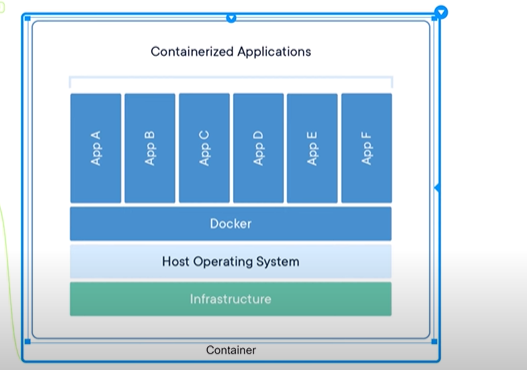 Containerized Applications
App A
App B
App C
App D
App E
App F
Docker
Host Operating System
Infrastructure
Container